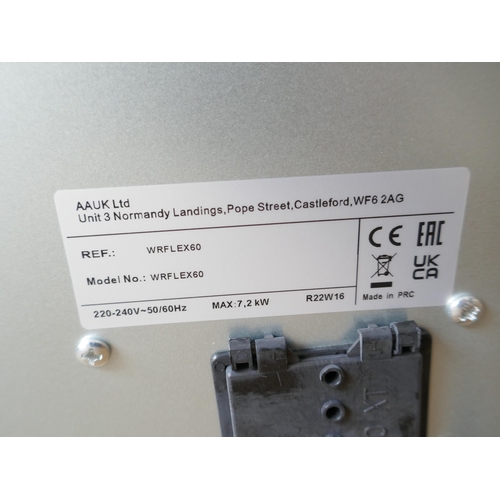 AAUK Ltd
Unit 3 Normandy Landings,Pope Street,Castleford,WF6 2AG
REF.: WRFLEX60
Model No.: WRFLEX60
220-240V~50/60Hz MAX:7,2 kW R22W16
CE EAC
UK
CA
Made in PRC